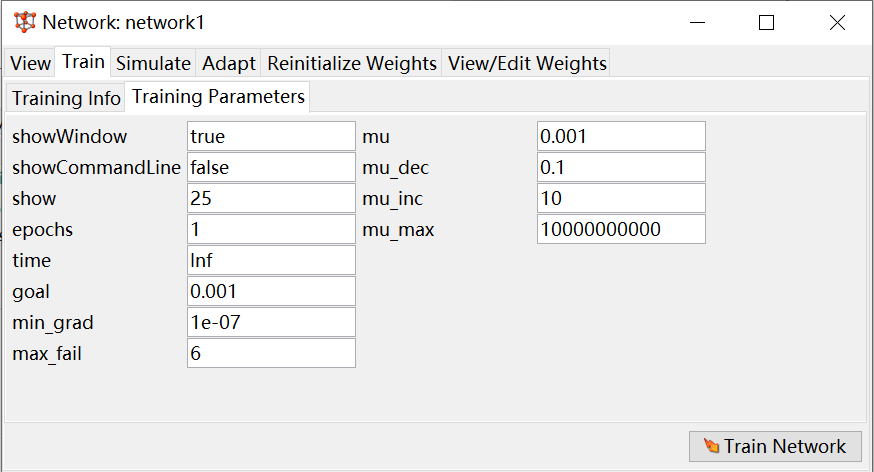 Network: network1
View Train Simulate Adapt Reinitialize Weights View/Edit Weights
Training Info Training Parameters
showWindow true mu 0.001
showCommandLine false mu_dec 0.1
show 25 mu_inc 10
epochs 1 mu_max 10000000000
time Inf
goal 0.001
min_grad 1e-07
max_fail 6
Train Network